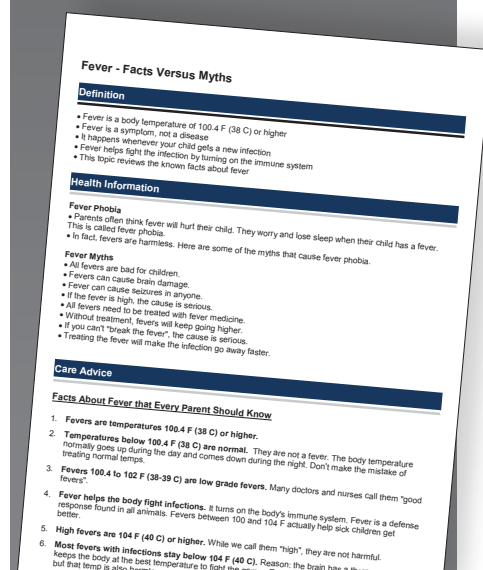 Fever - Facts Versus Myths
Definition
• Fever is a body temperature of 100.4 F (38 C) or higher
• Fever is a symptom, not a disease
• It happens whenever your child gets a new infection
• Fever helps fight the infection by turning on the immune system
• This topic reviews the known facts about fever
Health Information
Fever Phobia
• Parents often think fever will hurt their child. They worry and lose sleep when their child has a fever.
This is called fever phobia.
• In fact, fevers are harmless. Here are some of the myths that cause fever phobia.
Fever Myths
• All fevers are bad for children.
• Fevers can cause brain damage.
• Fever can cause seizures in anyone.
• If the fever is high, the cause is serious.
• All fevers need to be treated with fever medicine.
• Without treatment, fevers will keep going higher.
• If you can't "break the fever", the cause is serious.
• Treating the fever will make the infection go away faster.
Care Advice
Facts About Fever that Every Parent Should Know
1. Fevers are temperatures 100.4 F (38 C) or higher.
2. Temperatures below 100.4 F (38 C) are normal. They are not a fever. The body temperature
normally goes up during the day and comes down during the night. Don't make the mistake of
treating normal temps.
3. Fevers 100.4 to 102 F (38-39 C) are low grade fevers. Many doctors and nurses call them "good
fevers".
4. Fever helps the body fight infections. It turns on the body's immune system. Fever is a defense
response found in all animals. Fevers between 100 and 104 F actually help sick children get
better.
5. High fevers are 104 F (40 C) or higher. While we call them "high", they are not harmful.
6. Most fevers with infections stay below 104 F (40 C). Reason: the brain has a
keeps the body at the best temperature to fight the
but that temp is also